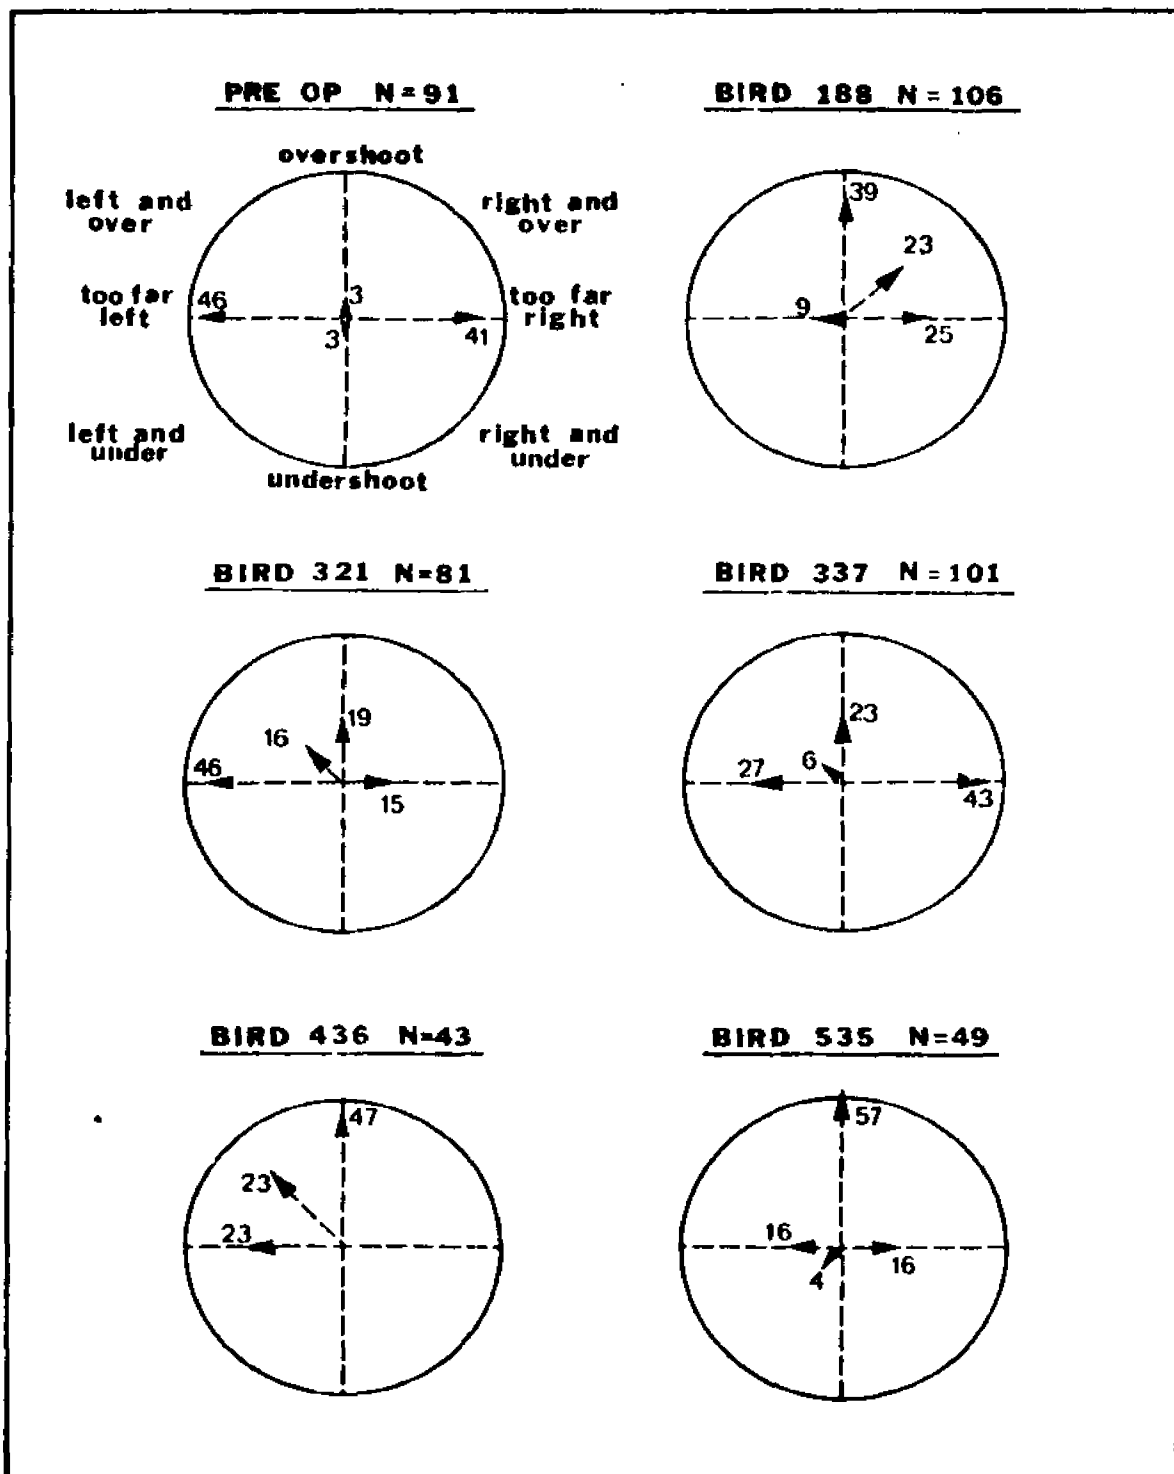 PRE OP N=91
overshoot
left and
over
right and
over
46
3
too far
left
too far
right
3
41
left and
under
right and
under
undershoot
BIRD 188 N=106
39
23
9
25
BIRD 321 N=81
19
16
46
15
BIRD 337 N=101
23
6
27
43
BIRD 436 N=43
47
23
23
BIRD 535 N=49
57
16
16
4